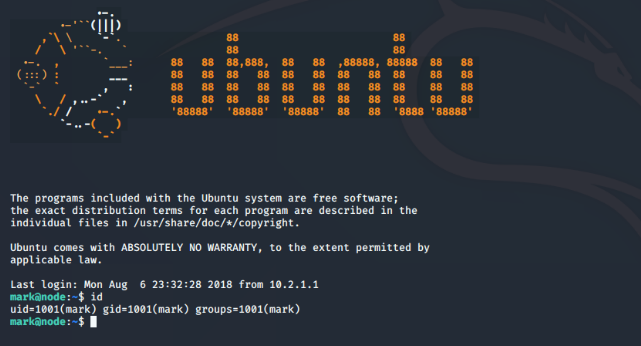 The programs included with the Ubuntu system are free software;
the exact distribution terms for each program are described in the
individual files in /usr/share/doc/*/copyright.
Ubuntu comes with ABSOLUTELY NO WARRANTY, to the extent permitted by
applicable law.
Last login: Mon Aug  6 23:32:28 2018 from 10.2.1.1
mark@node:~$ id
uid=1001(mark) gid=1001(mark) groups=1001(mark)
mark@node:~$